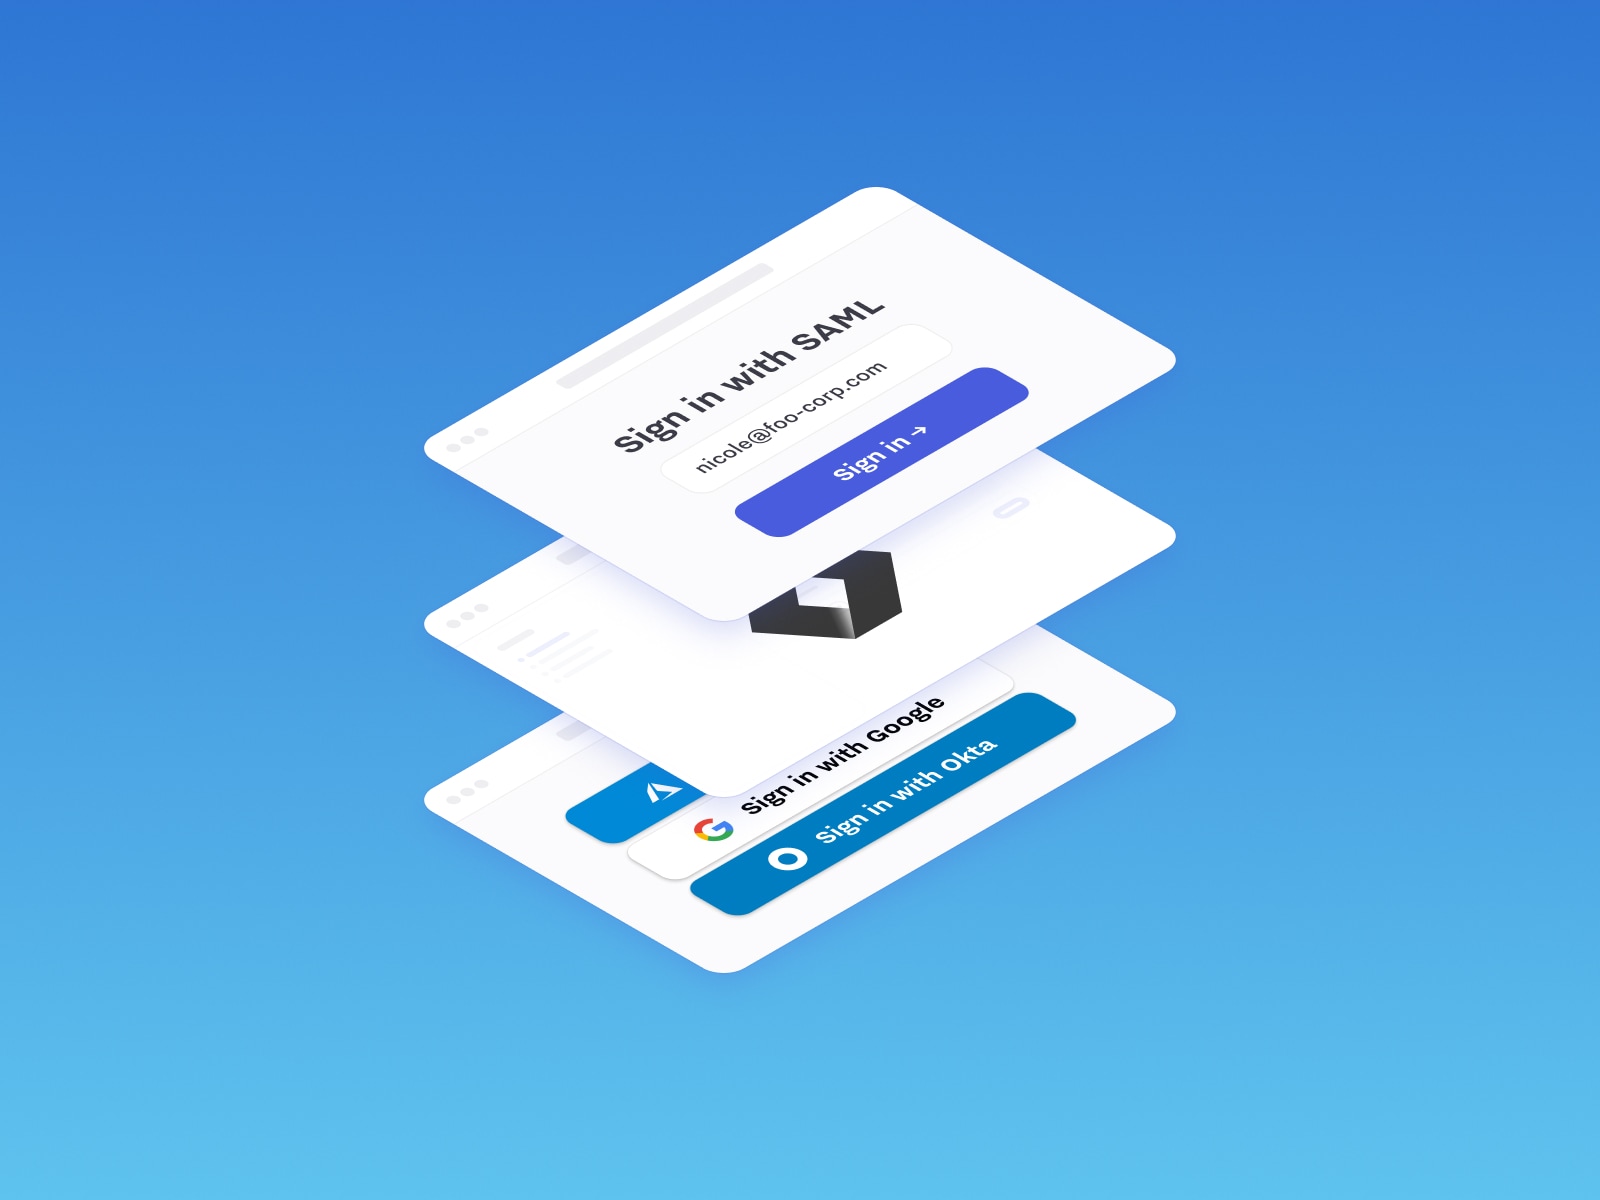 Sign in with SAML
nicole@foo-corp.com
Sign in →
Sign in with Google
Sign in with Okta